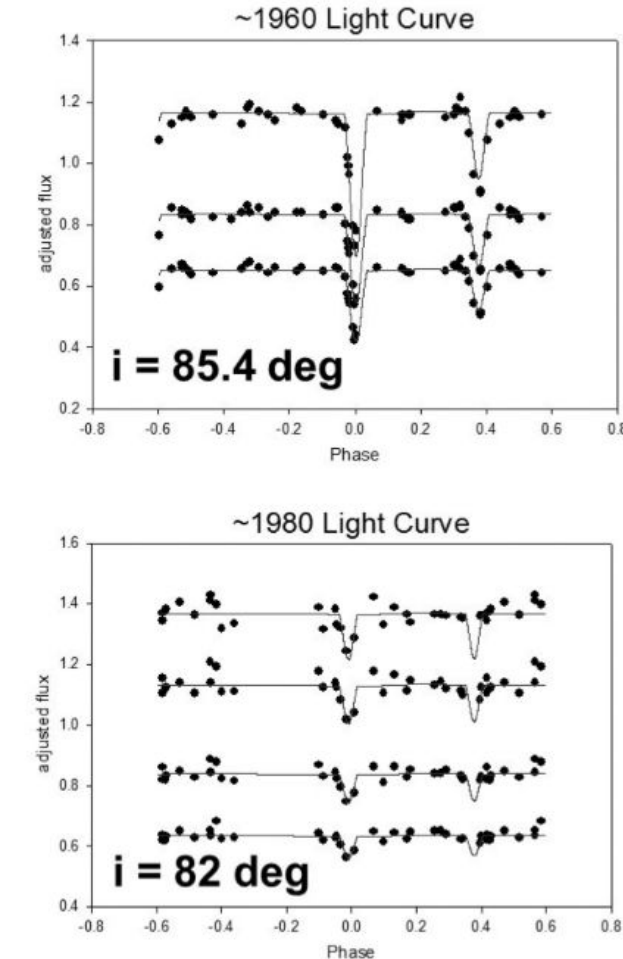 ~1960 Light Curve
1.4
1.2
1.0
0.8
0.6
0.4
0.2
adjusted flux
i = 85.4 deg
-0.8 -0.6 -0.4 -0.2 0.0 0.2 0.4 0.6 0.8
Phase
~1980 Light Curve
1.6
1.4
1.2
1.0
0.8
0.6
0.4
adjusted flux
i = 82 deg
-0.8 -0.6 -0.4 -0.2 0.0 0.2 0.4 0.6 0.8
Phase